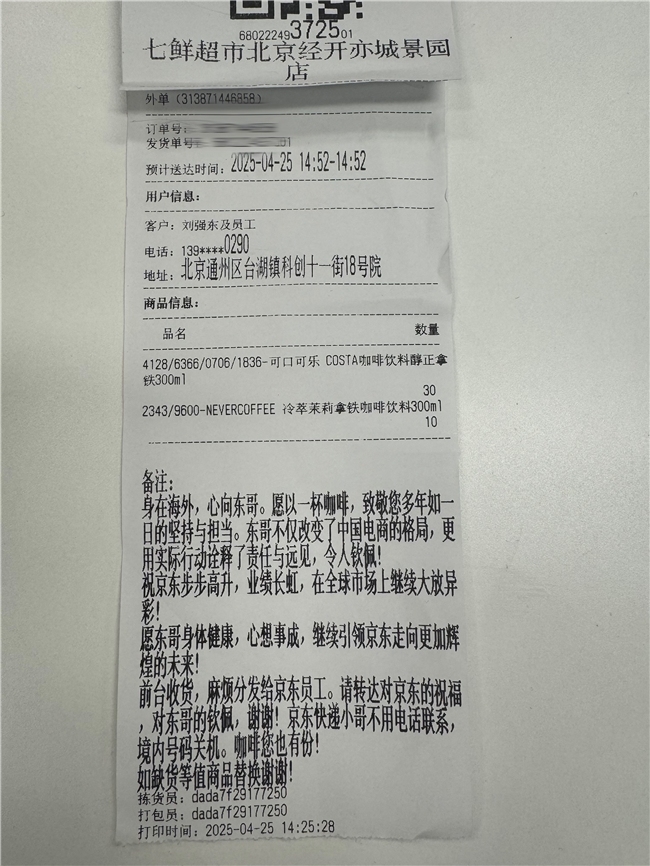 68022249372501
七鲜超市北京经开亦城景园
店
外单（313871446858）
订单号：
发货单号
预计送达时间：2025-04-25 14:52-14:52
用户信息：
客户：刘强东及员工
电话：139****0290
地址：北京通州区台湖镇科创十一街18号院
商品信息：
品名 数量
4128/6366/0706/1836-可口可乐 COSTA咖啡饮料醇正拿
铁300ml
30
2343/9600-NEVERCOFFEE 冷萃茉莉拿铁咖啡饮料300ml
10
备注：
身在海外，心向东哥。愿以一杯咖啡，致敬您多年如一
日的坚持与担当。东哥不仅改变了中国电商的格局，更
用实际行动诠释了责任与远见，令人钦佩！
祝京东步步高升，业绩长虹，在全球市场上继续大放异
彩！
愿东哥身体健康，心想事成，继续引领京东走向更加辉
煌的未来！
前台收货，麻烦分发给京东员工。请转达对京东的祝福
，对东哥的钦佩，谢谢！京东快递小哥不用电话联系，
境内号码关机。咖啡您也有份！
如缺货等值商品替换谢谢！
拣货员：dada7f29177250
打包员：dada7f29177250
打印时间：2025-04-25 14:25:28